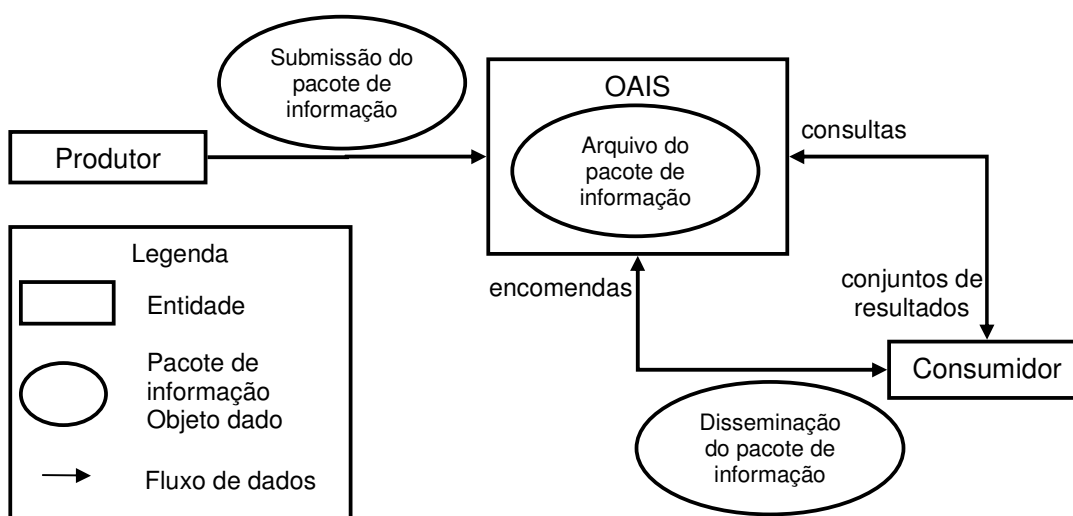 Submissão do
pacote de
informação
OAIS
Produtor
Arquivo do
pacote de
informação
consultas
encomendas
conjuntos de
resultados
Consumidor
Disseminação
do pacote de
informação
Legenda
Entidade
Pacote de
informação
Objeto dado
Fluxo de dados